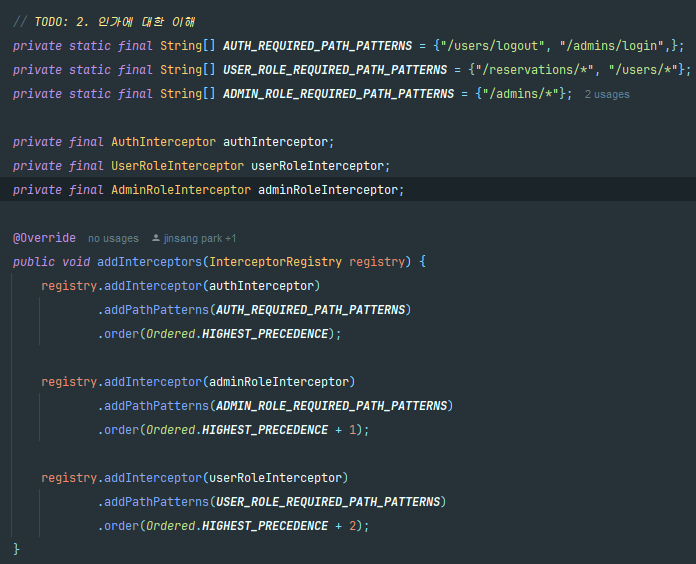 // TODO: 2. 인가에 대한 이해
private static final String[] AUTH_REQUIRED_PATH_PATTERNS = {"/users/logout", "/admins/login",};
private static final String[] USER_ROLE_REQUIRED_PATH_PATTERNS = {"/reservations/*", "/users/*"};
private static final String[] ADMIN_ROLE_REQUIRED_PATH_PATTERNS = {"/admins/*"}; 2 usages
private final AuthInterceptor authInterceptor;
private final UserRoleInterceptor userRoleInterceptor;
private final AdminRoleInterceptor adminRoleInterceptor;
@Override no usages jinsang park +1
public void addInterceptors(InterceptorRegistry registry) {
registry.addInterceptor(authInterceptor)
.addPathPatterns(AUTH_REQUIRED_PATH_PATTERNS)
.order(Ordered.HIGHEST_PRECEDENCE);
registry.addInterceptor(adminRoleInterceptor)
.addPathPatterns(ADMIN_ROLE_REQUIRED_PATH_PATTERNS)
.order(Ordered.HIGHEST_PRECEDENCE + 1);
registry.addInterceptor(userRoleInterceptor)
.addPathPatterns(USER_ROLE_REQUIRED_PATH_PATTERNS)
.order(Ordered.HIGHEST_PRECEDENCE + 2);
}